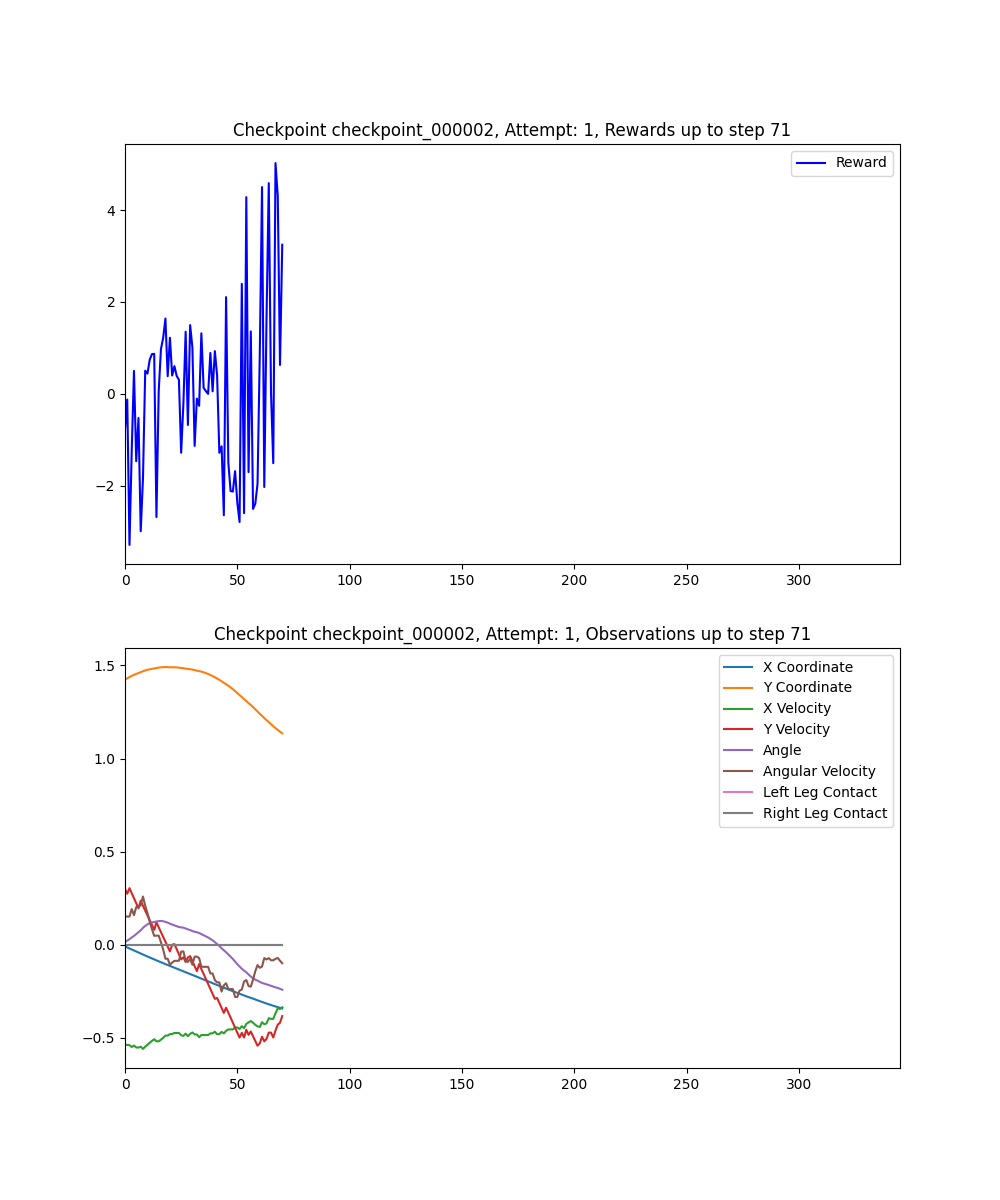 Checkpoint checkpoint_000002, Attempt: 1, Rewards up to step 71
Reward
4
2
0
−2
0 50 100 150 200 250 300
Checkpoint checkpoint_000002, Attempt: 1, Observations up to step 71
X Coordinate
Y Coordinate
X Velocity
Y Velocity
Angle
Angular Velocity
Left Leg Contact
Right Leg Contact
1.5
1.0
0.5
0.0
−0.5
0 50 100 150 200 250 300